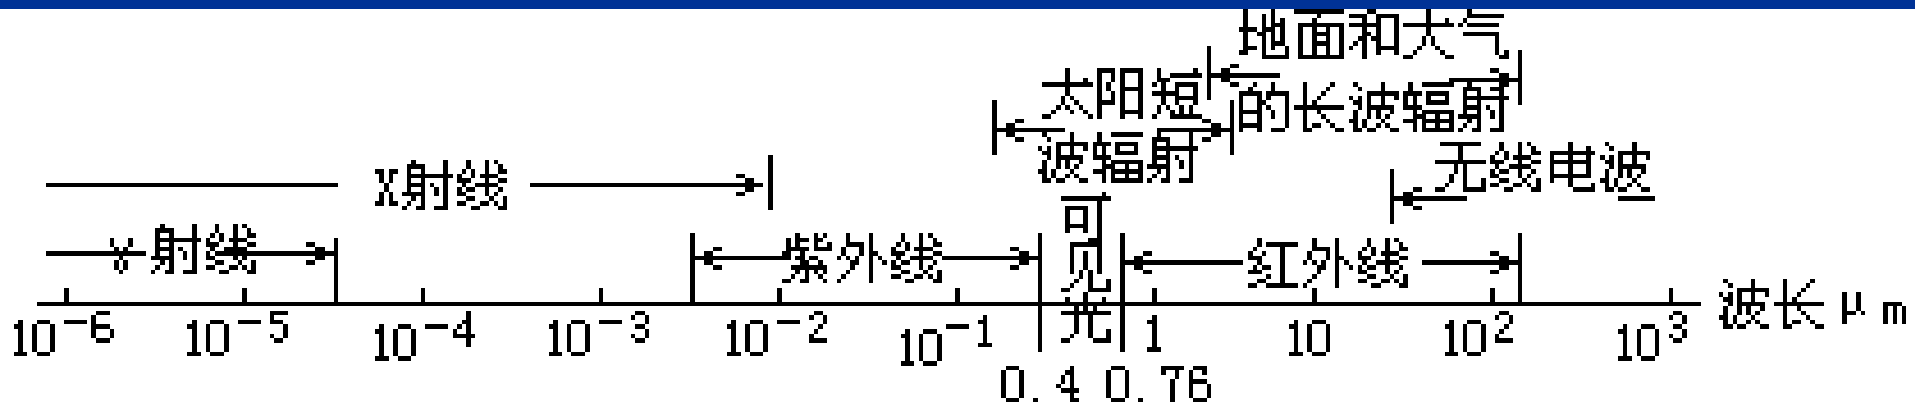 地面和大气
的长波辐射
太阳短
波辐射
无线电波
X射线
可
见
光
γ射线
紫外线
红外线
10⁻⁶ 10⁻⁵ 10⁻⁴ 10⁻³ 10⁻² 10⁻¹ 1 10 10² 10³ 波长μm
0.4 0.76